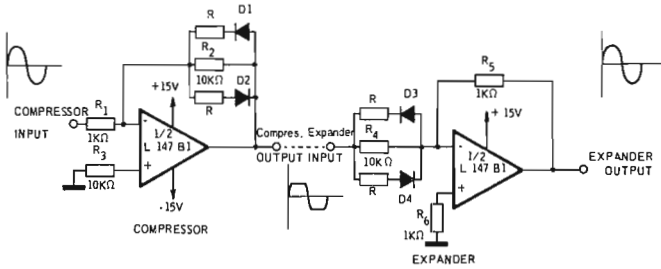 D1
R
R2
10KΩ
D2
R
+15V
COMPRESSOR
INPUT
R1
1KΩ
R3
10KΩ
-
1/2
L 147 B1
+
-15V
COMPRESSOR
Compres. Expander
OUTPUT INPUT
D3
R
R4
10KΩ
R
D4
R5
1KΩ
+ 15V
-
1/2
L 147 B1
+
R6
1KΩ
EXPANDER
OUTPUT
EXPANDER